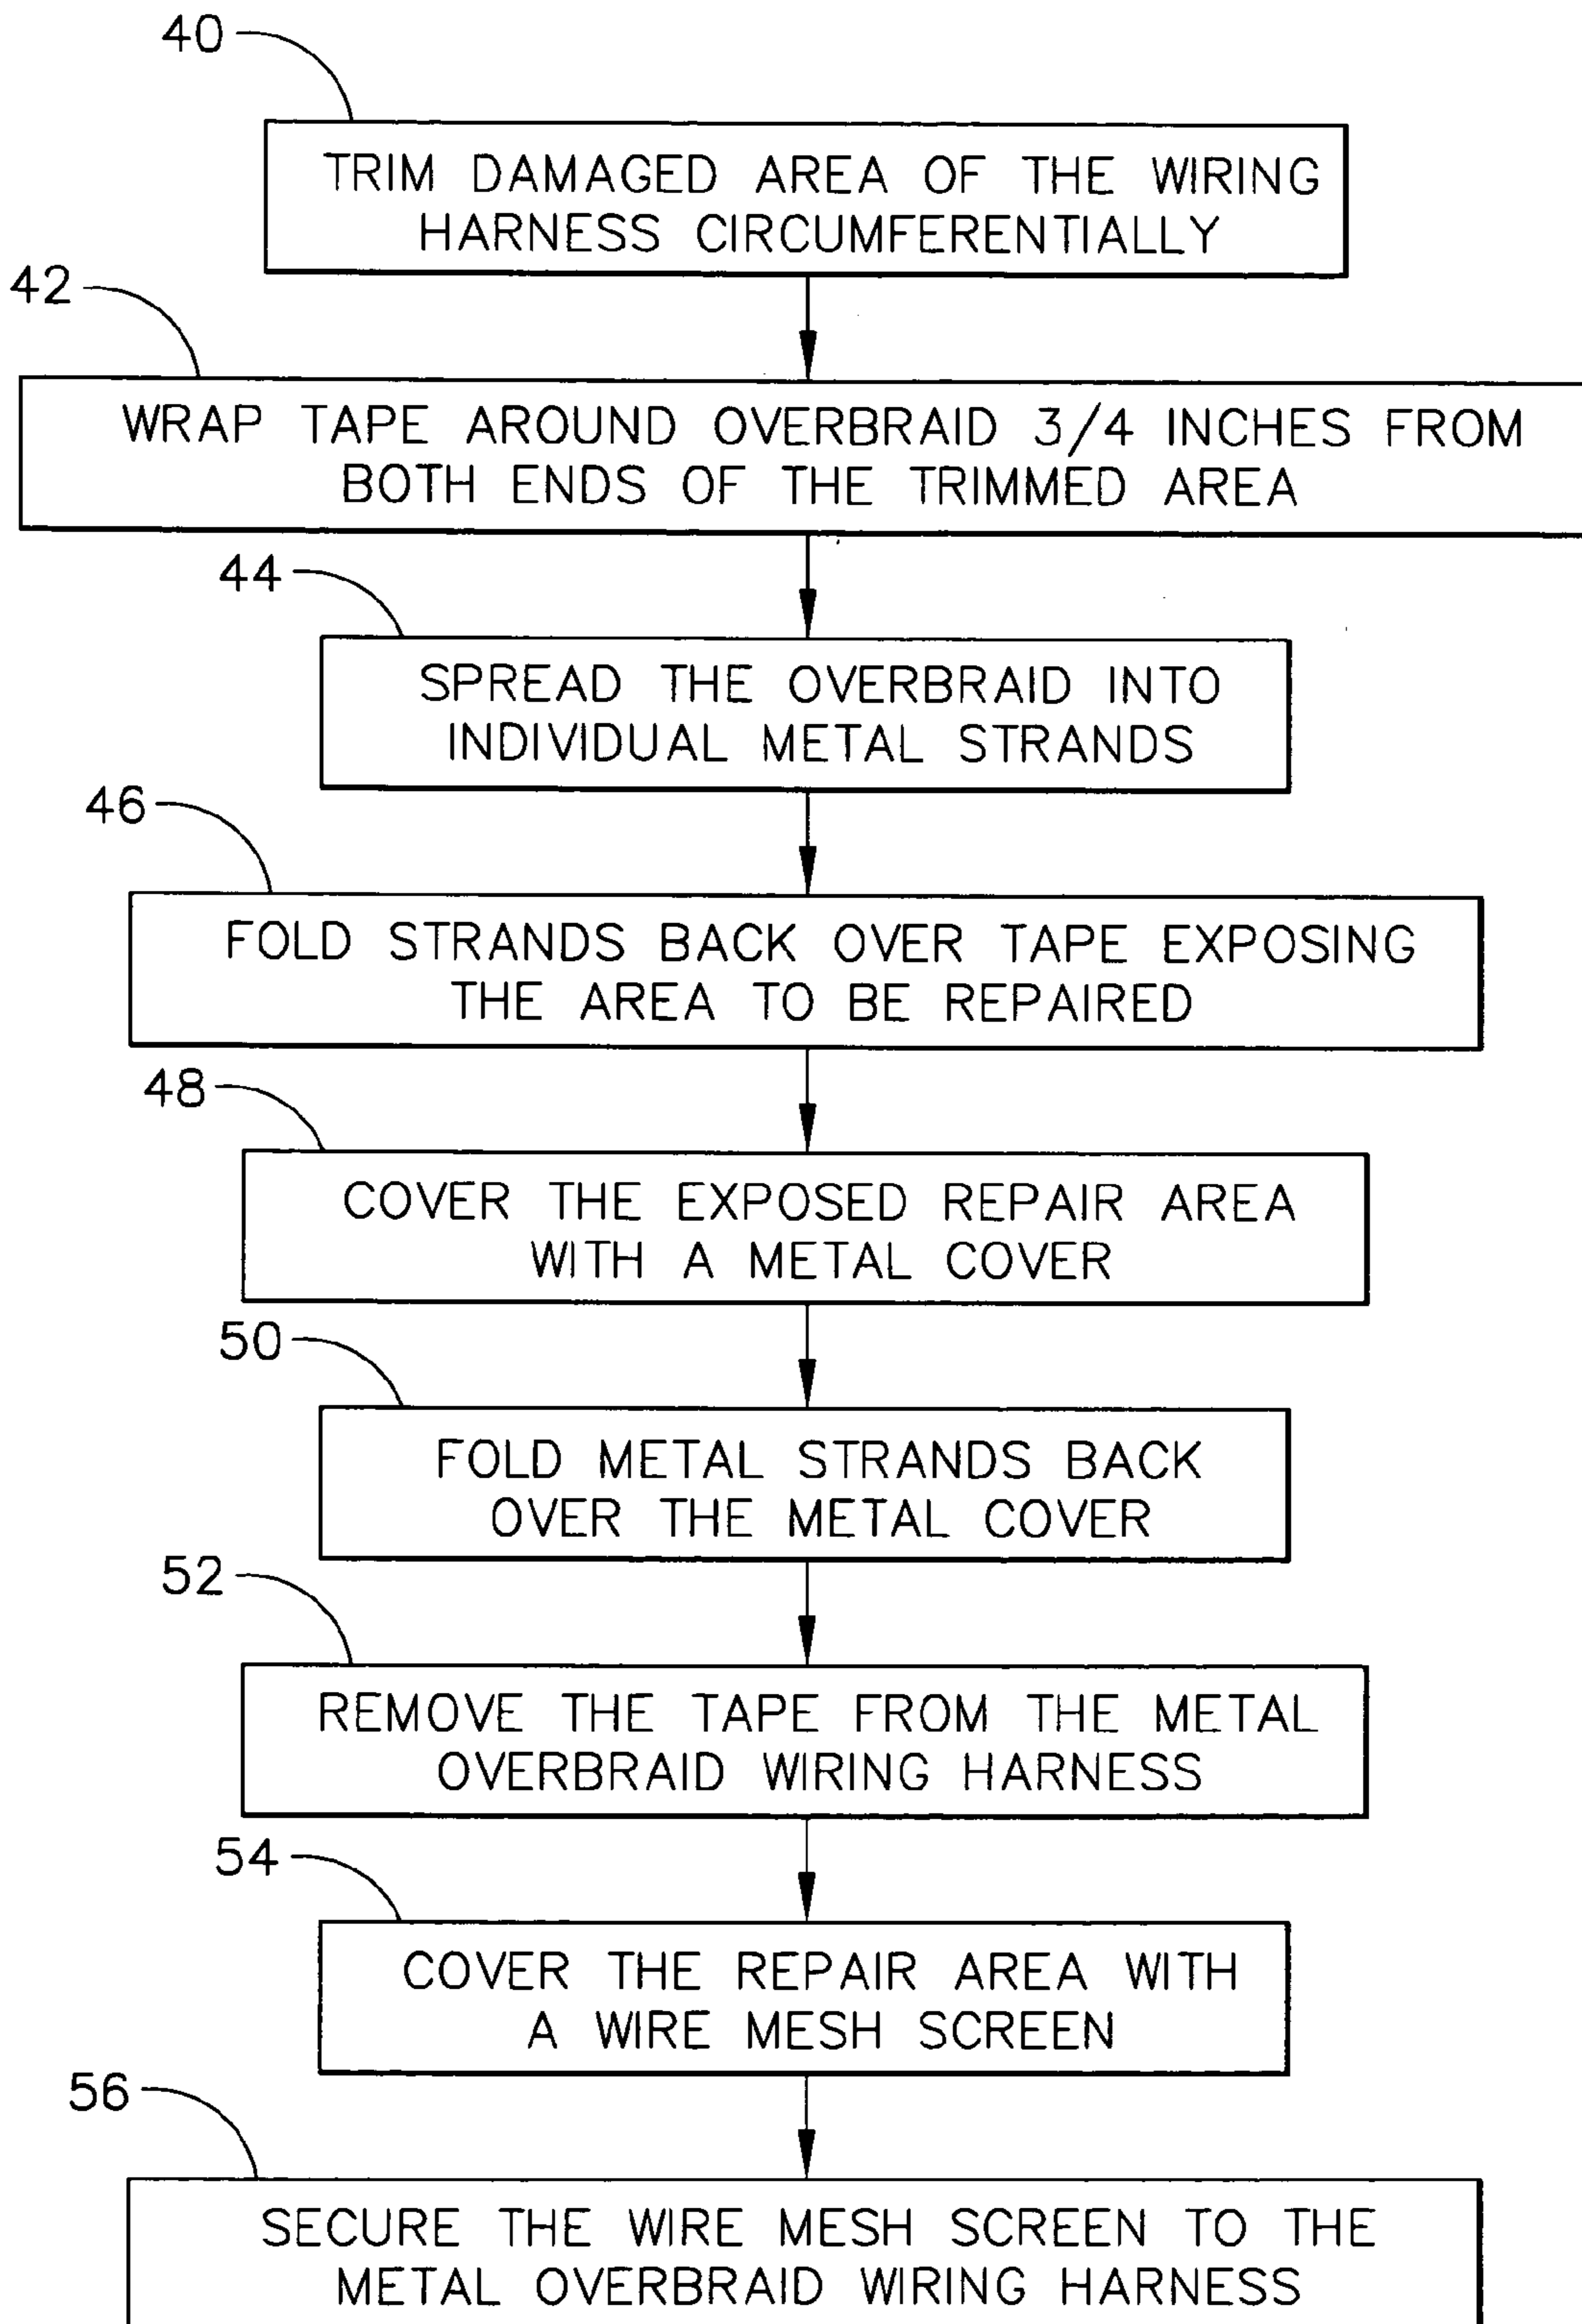 40
TRIM DAMAGED AREA OF THE WIRING
HARNESS CIRCUMFERENTIALLY
42
WRAP TAPE AROUND OVERBRAID 3/4 INCHES FROM
BOTH ENDS OF THE TRIMMED AREA
44
SPREAD THE OVERBRAID INTO
INDIVIDUAL METAL STRANDS
46
FOLD STRANDS BACK OVER TAPE EXPOSING
THE AREA TO BE REPAIRED
48
COVER THE EXPOSED REPAIR AREA
WITH A METAL COVER
50
FOLD METAL STRANDS BACK
OVER THE METAL COVER
52
REMOVE THE TAPE FROM THE METAL
OVERBRAID WIRING HARNESS
54
COVER THE REPAIR AREA WITH
A WIRE MESH SCREEN
56
SECURE THE WIRE MESH SCREEN TO THE
METAL OVERBRAID WIRING HARNESS